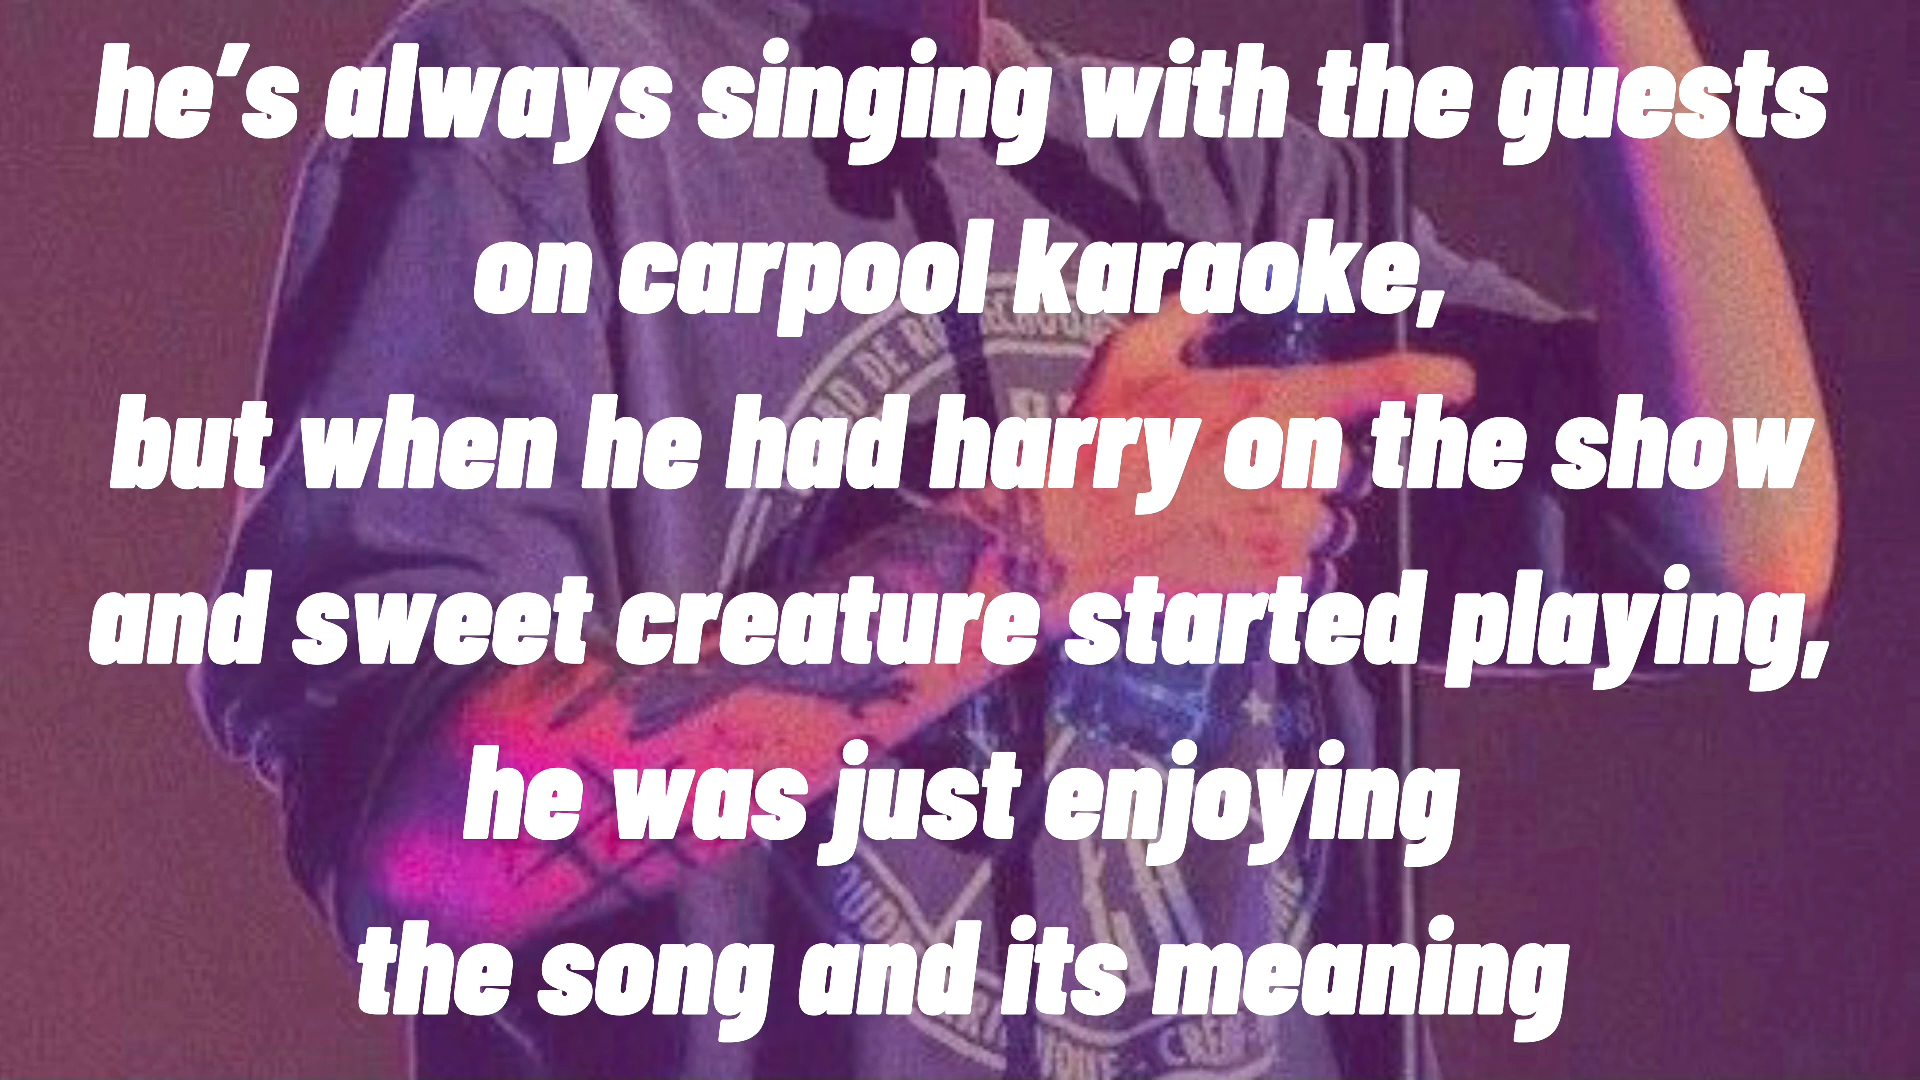 he's always singing with the guests
on carpool karaoke,
but when he had harry on the show
and sweet creature started playing,
he was just enjoying
the song and its meaning